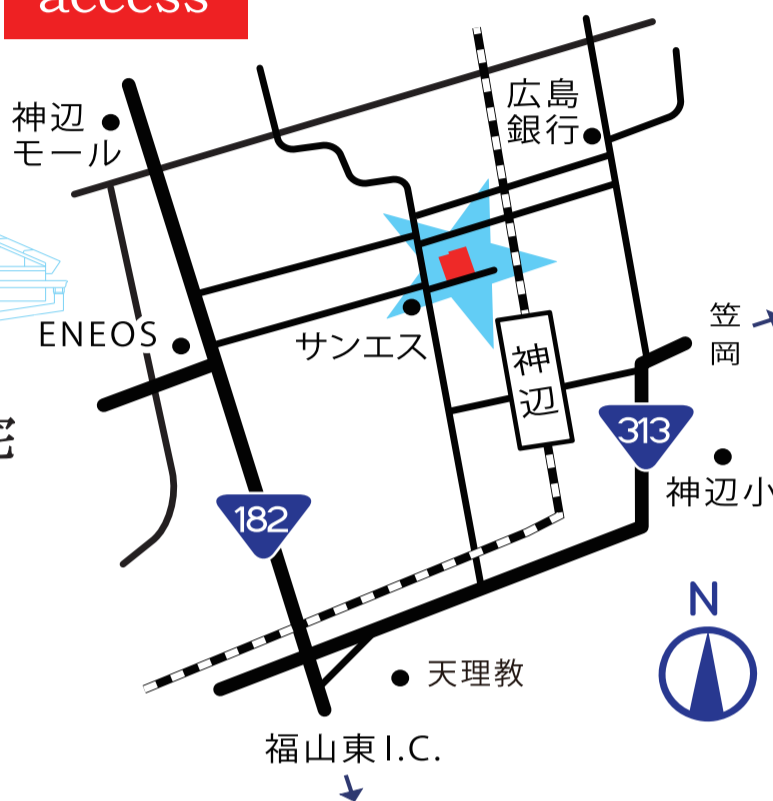 access
神辺
モール
広島
銀行
ENEOS
サンエス
笠
岡
神
辺
宅
313
神辺小
182
N
天理教
福山東I.C.